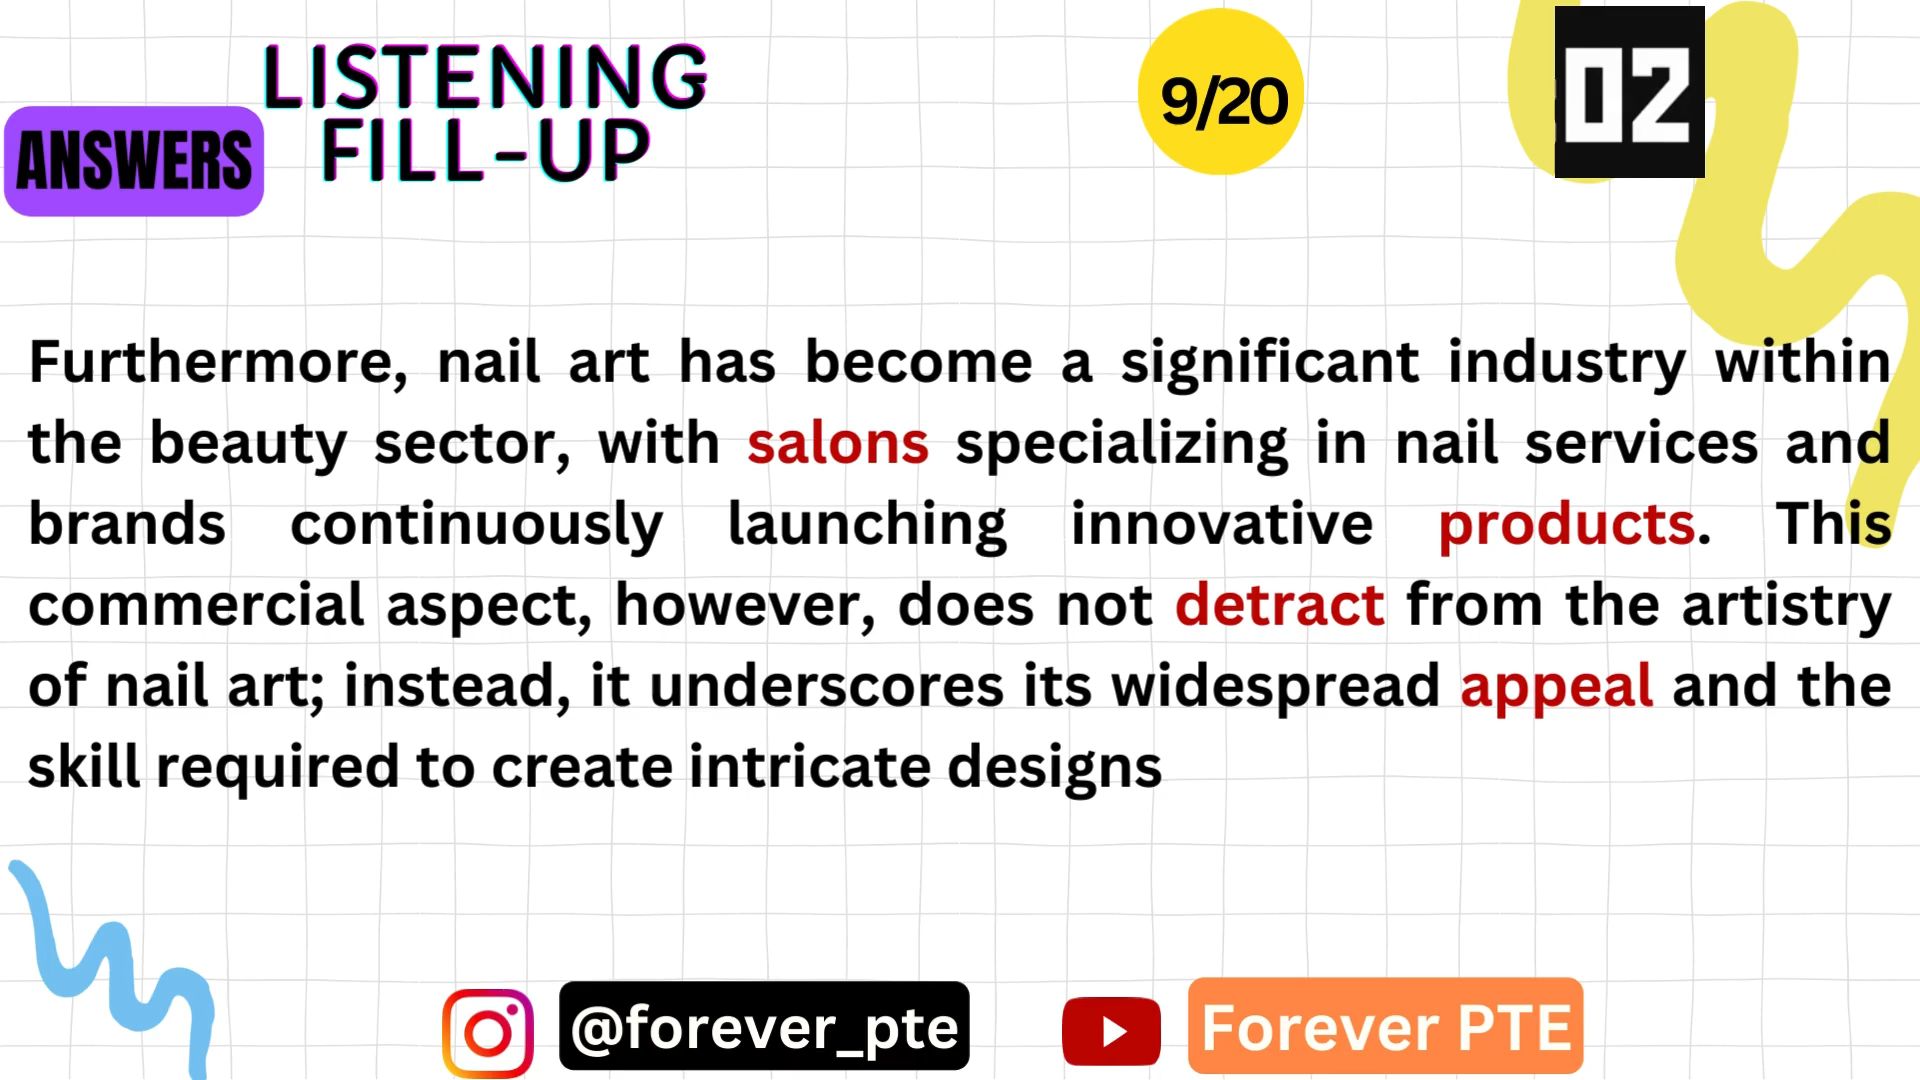 LISTENING
FILL-UP
ANSWERS
9/20
02
Furthermore, nail art has become a significant industry within
the beauty sector, with salons specializing in nail services and
brands continuously launching innovative products. This
commercial aspect, however, does not detract from the artistry
of nail art; instead, it underscores its widespread appeal and the
skill required to create intricate designs
@forever_pte
Forever PTE